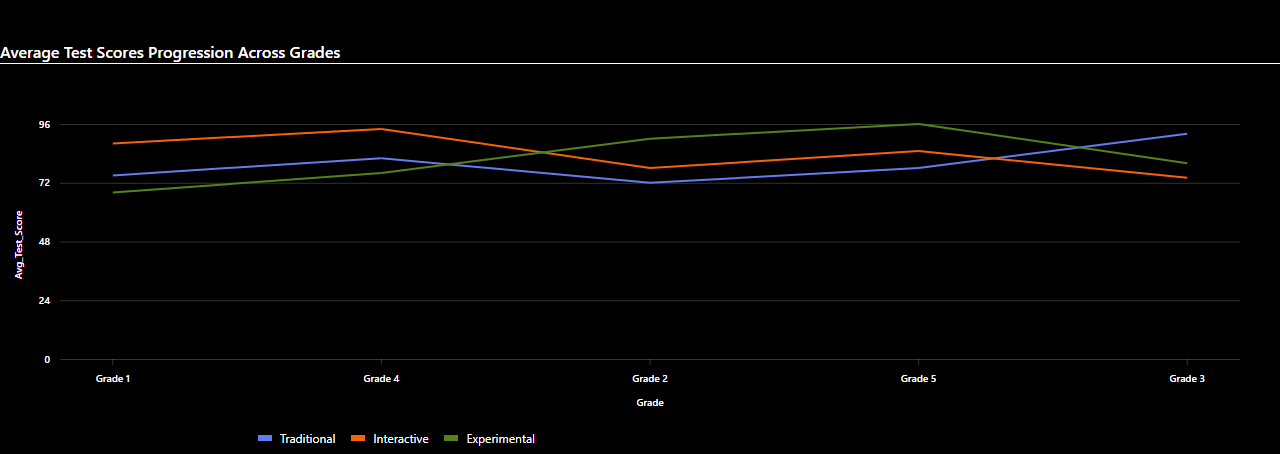 Average Test Scores Progression Across Grades
96
72
48
24
0
Avg_Test_Score
Grade 1 Grade 4 Grade 2 Grade 5 Grade 3
Grade
Traditional Interactive Experimental